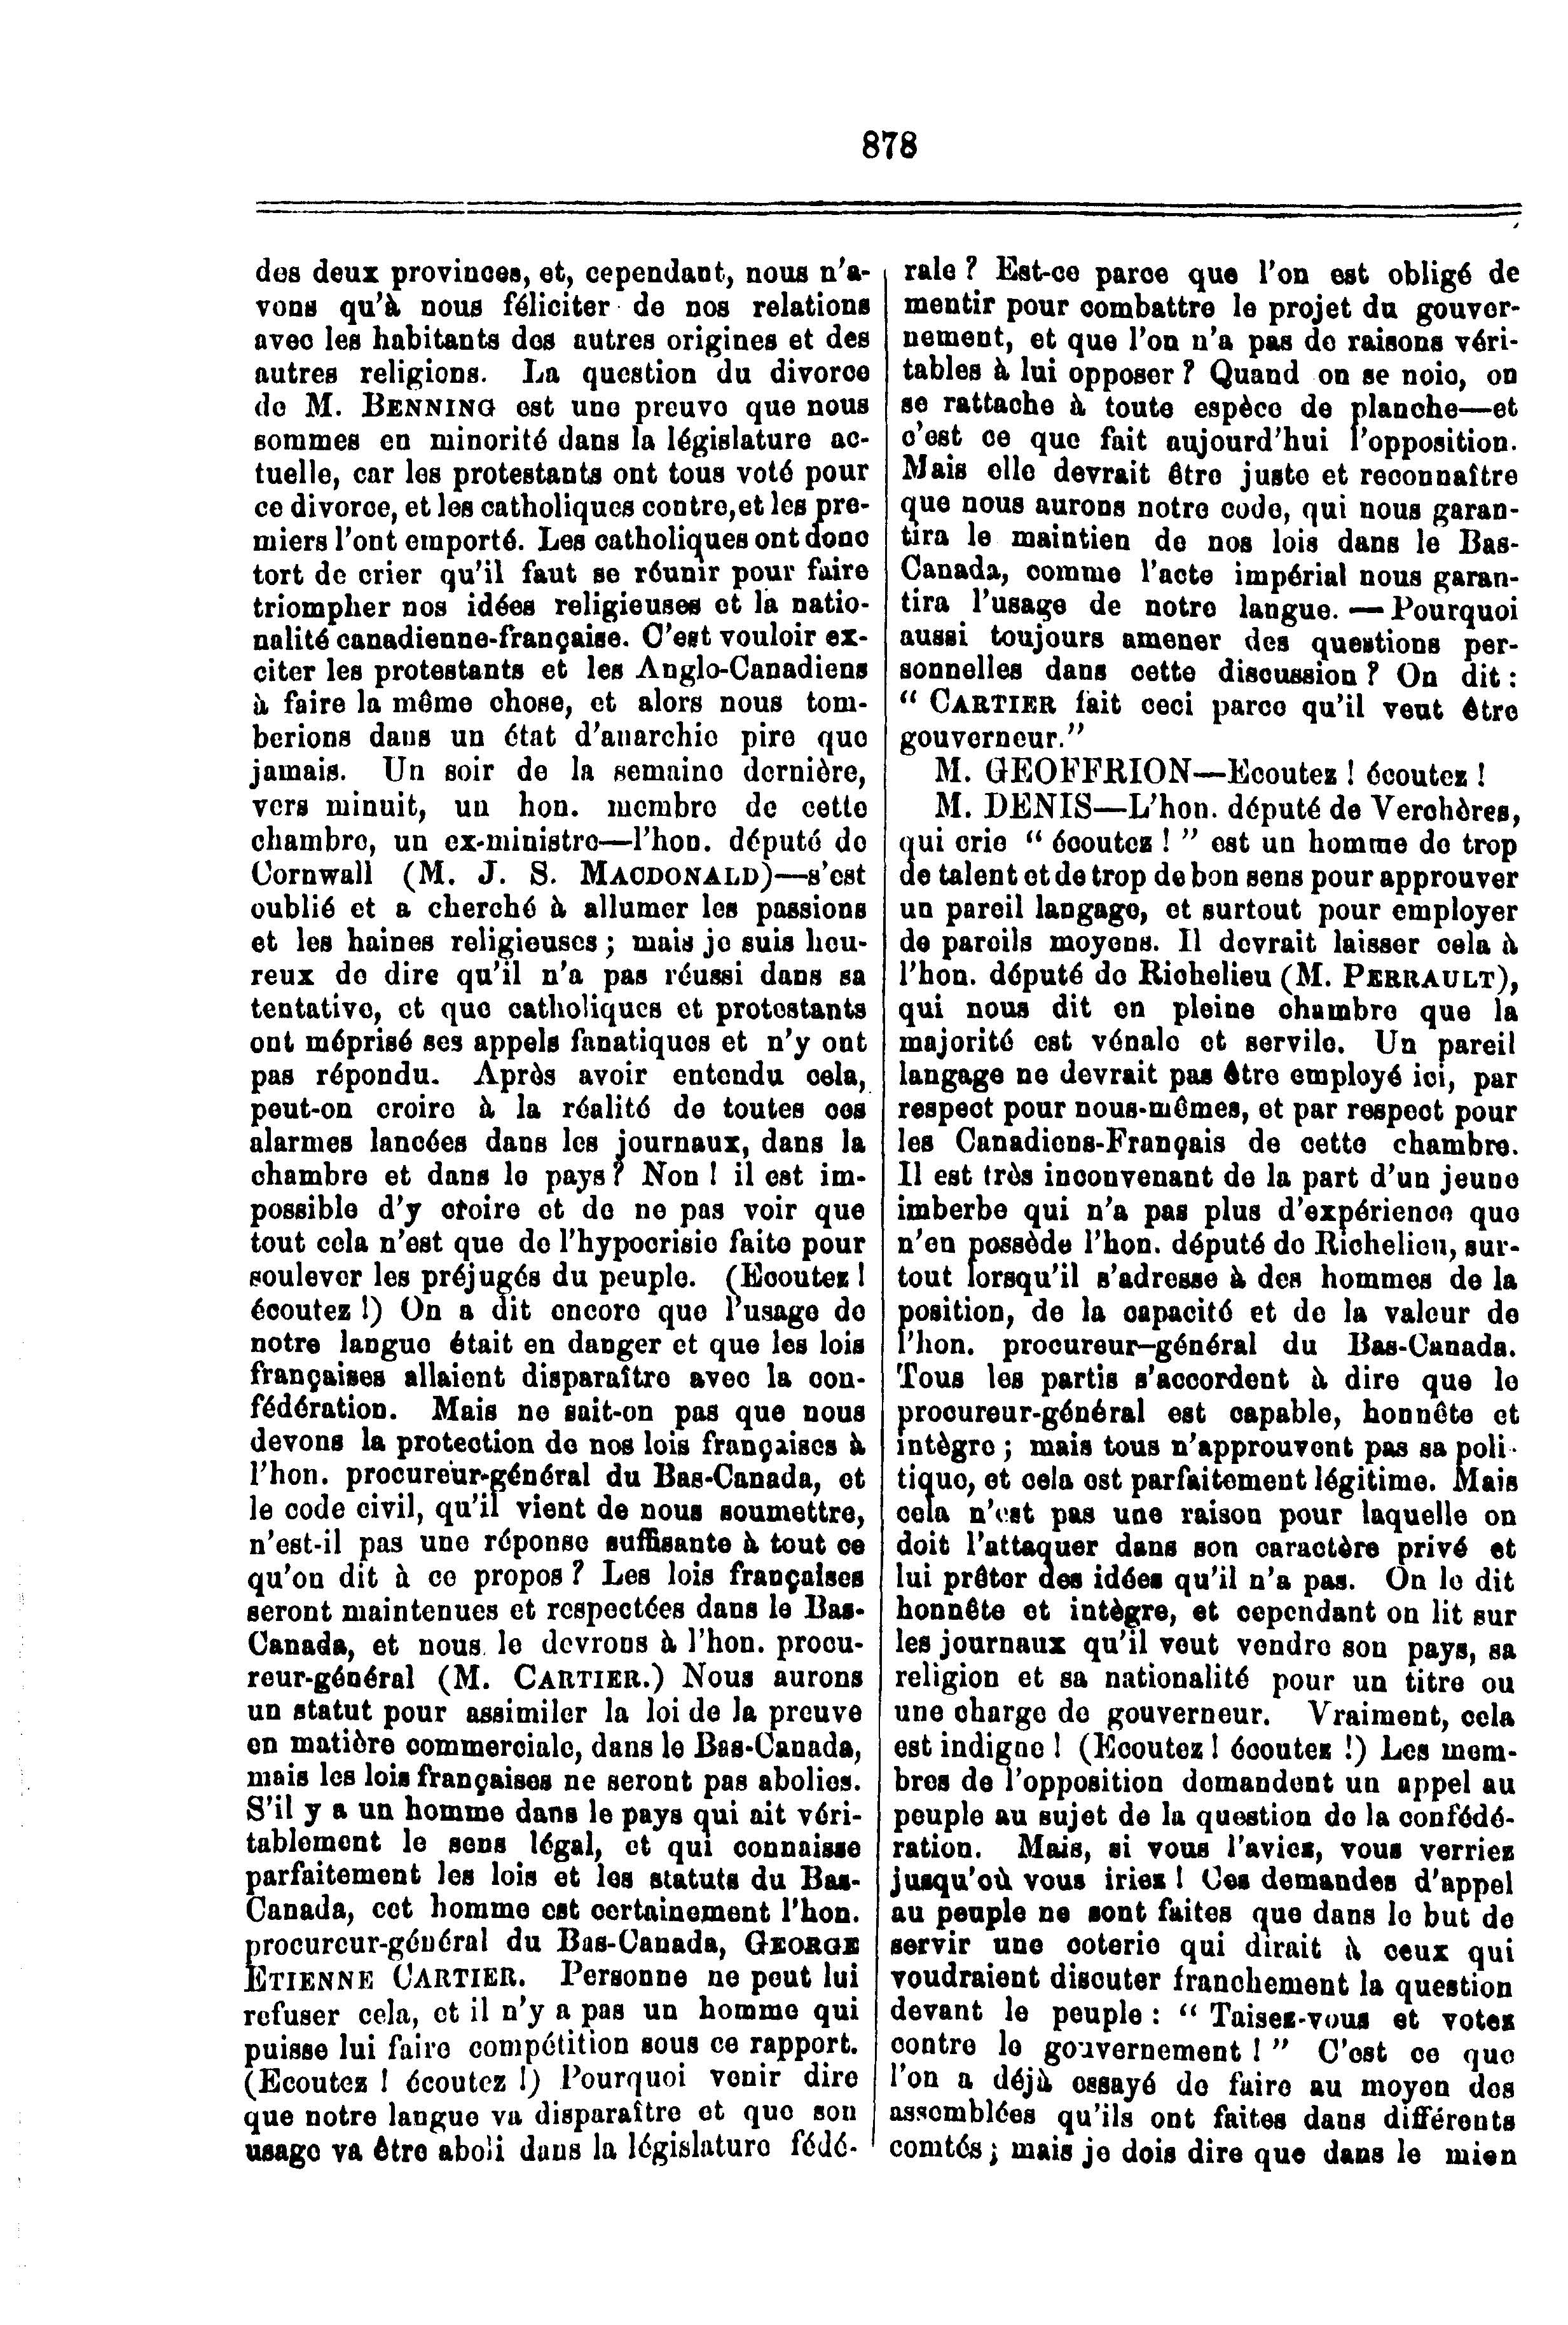 878
des deux provinces, et, cependant, nous n'a-
vons qu'à nous féliciter de nos relations
avec les habitants des autres origines et des
autres religions. La question du divorce
de M. BENNING est une preuve que nous
sommes en minorité dans la législature ac-
tuelle, car les protestants ont tous voté pour
ce divorce, et les catholiques contre, et les pre-
miers l'ont emporté. Les catholiques ont donc
tort de crier qu'il faut se réunir pour faire
triompher nos idées religieuses et la natio-
nalité canadienne-française. C'est vouloir ex-
citer les protestants et les Anglo-Canadiens
à faire la même chose, et alors nous tom-
berions dans un état d'anarchie pire que
jamais. Un soir de la semaine dernière,
vers minuit, un hon. membre de cette
chambre, un ex-ministre—l'hon. député de
Cornwall (M. J. S. MACDONALD)—s'est
oublié et a cherché à allumer les passions
et les haines religieuses ; mais je suis heu-
reux de dire qu'il n'a pas réussi dans sa
tentative, et que catholiques et protestants
ont méprisé ses appels fanatiques et n'y ont
pas répondu. Après avoir entendu cela,
peut-on croire à la réalité de toutes ces
alarmes lancées dans les journaux, dans la
chambre et dans le pays ? Non ! il est im-
possible d'y croire et de ne pas voir que
tout cela n'est que de l'hypocrisie faite pour
soulever les préjugés du peuple. (Ecoutez !
écoutez !) On a dit encore que l'usage de
notre langue était en danger et que les lois
françaises allaient disparaître avec la con-
fédération. Mais ne sait-on pas que nous
devons la protection de nos lois françaises à
l'hon. procureur-général du Bas-Canada, et
le code civil, qu'il vient de nous soumettre,
n'est-il pas une réponse suffisante à tout ce
qu'on dit à ce propos ? Les lois françaises
seront maintenues et respectées dans le Bas-
Canada, et nous le devrons à l'hon. procu-
reur-général (M. CARTIER.) Nous aurons
un statut pour assimiler la loi de la preuve
en matière commerciale, dans le Bas-Canada,
mais les lois françaises ne seront pas abolies.
S'il y a un homme dans le pays qui ait véri-
tablement le sens légal, et qui connaisse
parfaitement les lois et les statuts du Bas-
Canada, cet homme est certainement l'hon.
procureur-général du Bas-Canada, GEORGE
ETIENNE CARTIER. Personne ne peut lui
refuser cela, et il n'y a pas un homme qui
puisse lui faire compétition sous ce rapport.
(Ecoutez ! écoutez !) Pourquoi venir dire
que notre langue va disparaître et que son
usage va être aboli dans la législature fédé-
rale ? Est-ce parce que l'on est obligé de
mentir pour combattre le projet du gouver-
nement, et que l'on n'a pas de raisons véri-
tables à lui opposer ? Quand on se noie, on
se rattache à toute espèce de planche—et
c'est ce que fait aujourd'hui l'opposition.
Mais elle devrait être juste et reconnaître
que nous aurons notre code, qui nous garan-
tira le maintien de nos lois dans le Bas-
Canada, comme l'acte impérial nous garan-
tira l'usage de notre langue. — Pourquoi
aussi toujours amener des questions per-
sonnelles dans cette discussion ? On dit :
" CARTIER fait ceci parce qu'il veut être
gouverneur."
M. GEOFFRION—Ecoutez ! écoutez !
M. DENIS—L'hon. député de Verchères,
qui crie " écoutez ! " est un homme de trop
de talent et de trop de bon sens pour approuver
un pareil langage, et surtout pour employer
de pareils moyens. Il devrait laisser cela à
l'hon. député de Richelieu (M. PERRAULT),
qui nous dit en pleine chambre que la
majorité est vénale et servile. Un pareil
langage ne devrait pas être employé ici, par
respect pour nous-mêmes, et par respect pour
les Canadiens-Français de cette chambre.
Il est très inconvenant de la part d'un jeune
imberbe qui n'a pas plus d'expérience que
n'en possède l'hon. député de Richelieu, sur-
tout lorsqu'il s'adresse à des hommes de la
position, de la capacité et de la valeur de
l'hon. procureur-général du Bas-Canada.
Tous les partis s'accordent à dire que le
procureur-général est capable, honnête et
intègre ; mais tous n'approuvent pas sa poli-
tique, et cela est parfaitement légitime. Mais
cela n'est pas une raison pour laquelle on
doit l'attaquer dans son caractère privé et
lui prêter des idées qu'il n'a pas. On le dit
honnête et intègre, et cependant on lit sur
les journaux qu'il veut vendre son pays, sa
religion et sa nationalité pour un titre ou
une charge de gouverneur. Vraiment, cela
est indigne ! (Ecoutez ! écoutez !) Les mem-
bres de l'opposition demandent un appel au
peuple au sujet de la question de la confédé-
ration. Mais, si vous l'aviez, vous verriez
jusqu'où vous iriez ! Ces demandes d'appel
au peuple ne sont faites que dans le but de
servir une coterie qui dirait à ceux qui
voudraient discuter franchement la question
devant le peuple : " Taisez-vous et votez
contre le gouvernement ! " C'est ce que
l'on a déjà essayé de faire au moyen des
assemblées qu'ils ont faites dans différents
comtés ; mais je dois dire que dans le mien